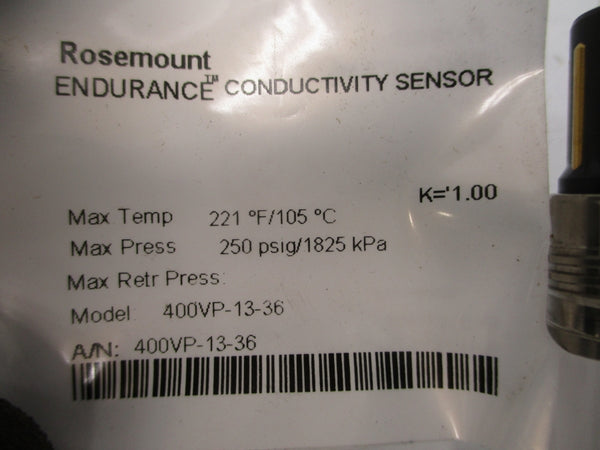 Rosemount
ENDURANCE™ CONDUCTIVITY SENSOR
K='1.00
Max Temp 221 °F/105 °C
Max Press 250 psig/1825 kPa
Max Retr Press:
Model 400VP-13-36
A/N: 400VP-13-36